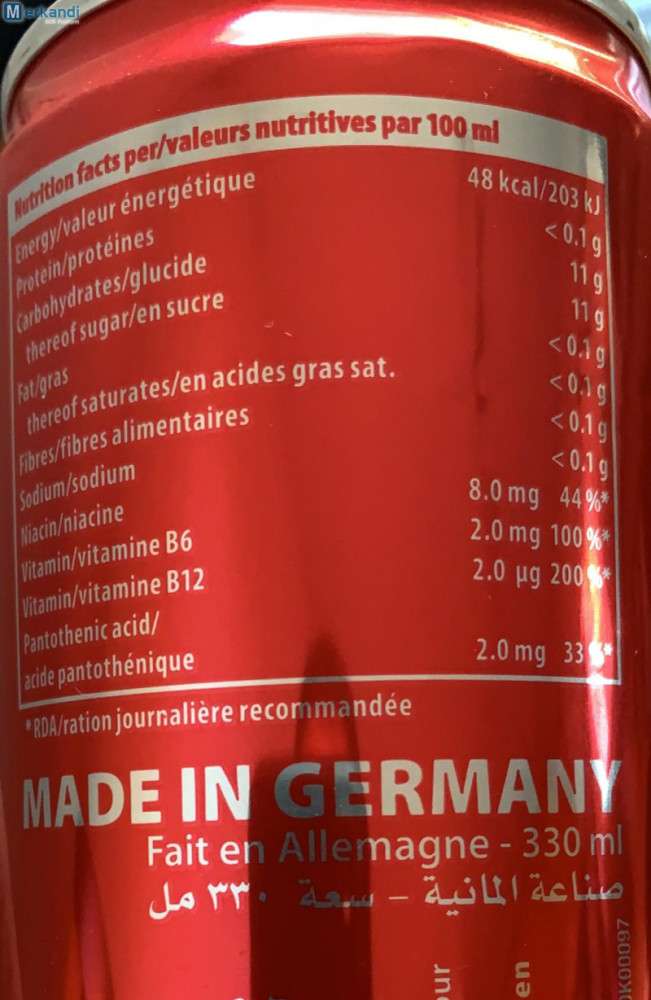 Merkandi
Nutrition facts per/valeurs nutritives par 100 ml
Energy/valeur énergétique 48 kcal/203 kJ
Protein/protéines < 0.1 g
Carbohydrates/glucide 11 g
thereof sugar/en sucre 11 g
Fat/gras < 0.1 g
thereof saturates/en acides gras sat. < 0.1 g
Fibres/fibres alimentaires < 0.1 g
Sodium/sodium < 0.1 g
Niacin/niacine 8.0 mg 44 %*
Vitamin/vitamine B6 2.0 mg 100 %*
Vitamin/vitamine B12 2.0 µg 200 %*
Pantothenic acid/
acide pantothénique 2.0 mg 33 %*
*RDA/ration journalière recommandée
MADE IN GERMANY
Fait en Allemagne - 330 ml
صناعة المانية – سعة ٣٣٠ مل
en